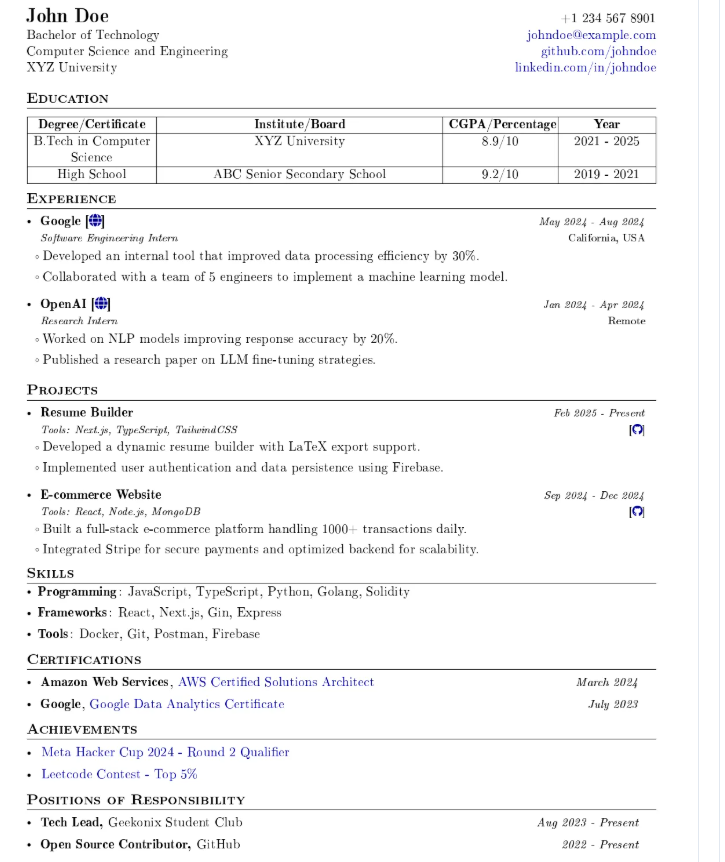 John Doe +1 234 567 8901
Bachelor of Technology johndoe@example.com
Computer Science and Engineering github.com/johndoe
XYZ University linkedin.com/in/johndoe
EDUCATION
Degree/Certificate Institute/Board CGPA/Percentage Year
B.Tech in Computer XYZ University 8.9/10 2021 - 2025
Science
High School ABC Senior Secondary School 9.2/10 2019 - 2021
EXPERIENCE
• Google [] May 2024 - Aug 2024
Software Engineering Intern California, USA
◦ Developed an internal tool that improved data processing efficiency by 30%.
◦ Collaborated with a team of 5 engineers to implement a machine learning model.
• OpenAI [] Jan 2024 - Apr 2024
Research Intern Remote
◦ Worked on NLP models improving response accuracy by 20%.
◦ Published a research paper on LLM fine-tuning strategies.
PROJECTS
• Resume Builder Feb 2025 - Present
Tools: Next.js, TypeScript, TailwindCSS []
◦ Developed a dynamic resume builder with LaTeX export support.
◦ Implemented user authentication and data persistence using Firebase.
• E-commerce Website Sep 2024 - Dec 2024
Tools: React, Node.js, MongoDB []
◦ Built a full-stack e-commerce platform handling 1000+ transactions daily.
◦ Integrated Stripe for secure payments and optimized backend for scalability.
SKILLS
• Programming: JavaScript, TypeScript, Python, Golang, Solidity
• Frameworks: React, Next.js, Gin, Express
• Tools: Docker, Git, Postman, Firebase
CERTIFICATIONS
• Amazon Web Services, AWS Certified Solutions Architect March 2024
• Google, Google Data Analytics Certificate July 2023
ACHIEVEMENTS
• Meta Hacker Cup 2024 - Round 2 Qualifier
• Leetcode Contest - Top 5%
POSITIONS OF RESPONSIBILITY
• Tech Lead, Geekonix Student Club Aug 2023 - Present
• Open Source Contributor, GitHub 2022 - Present